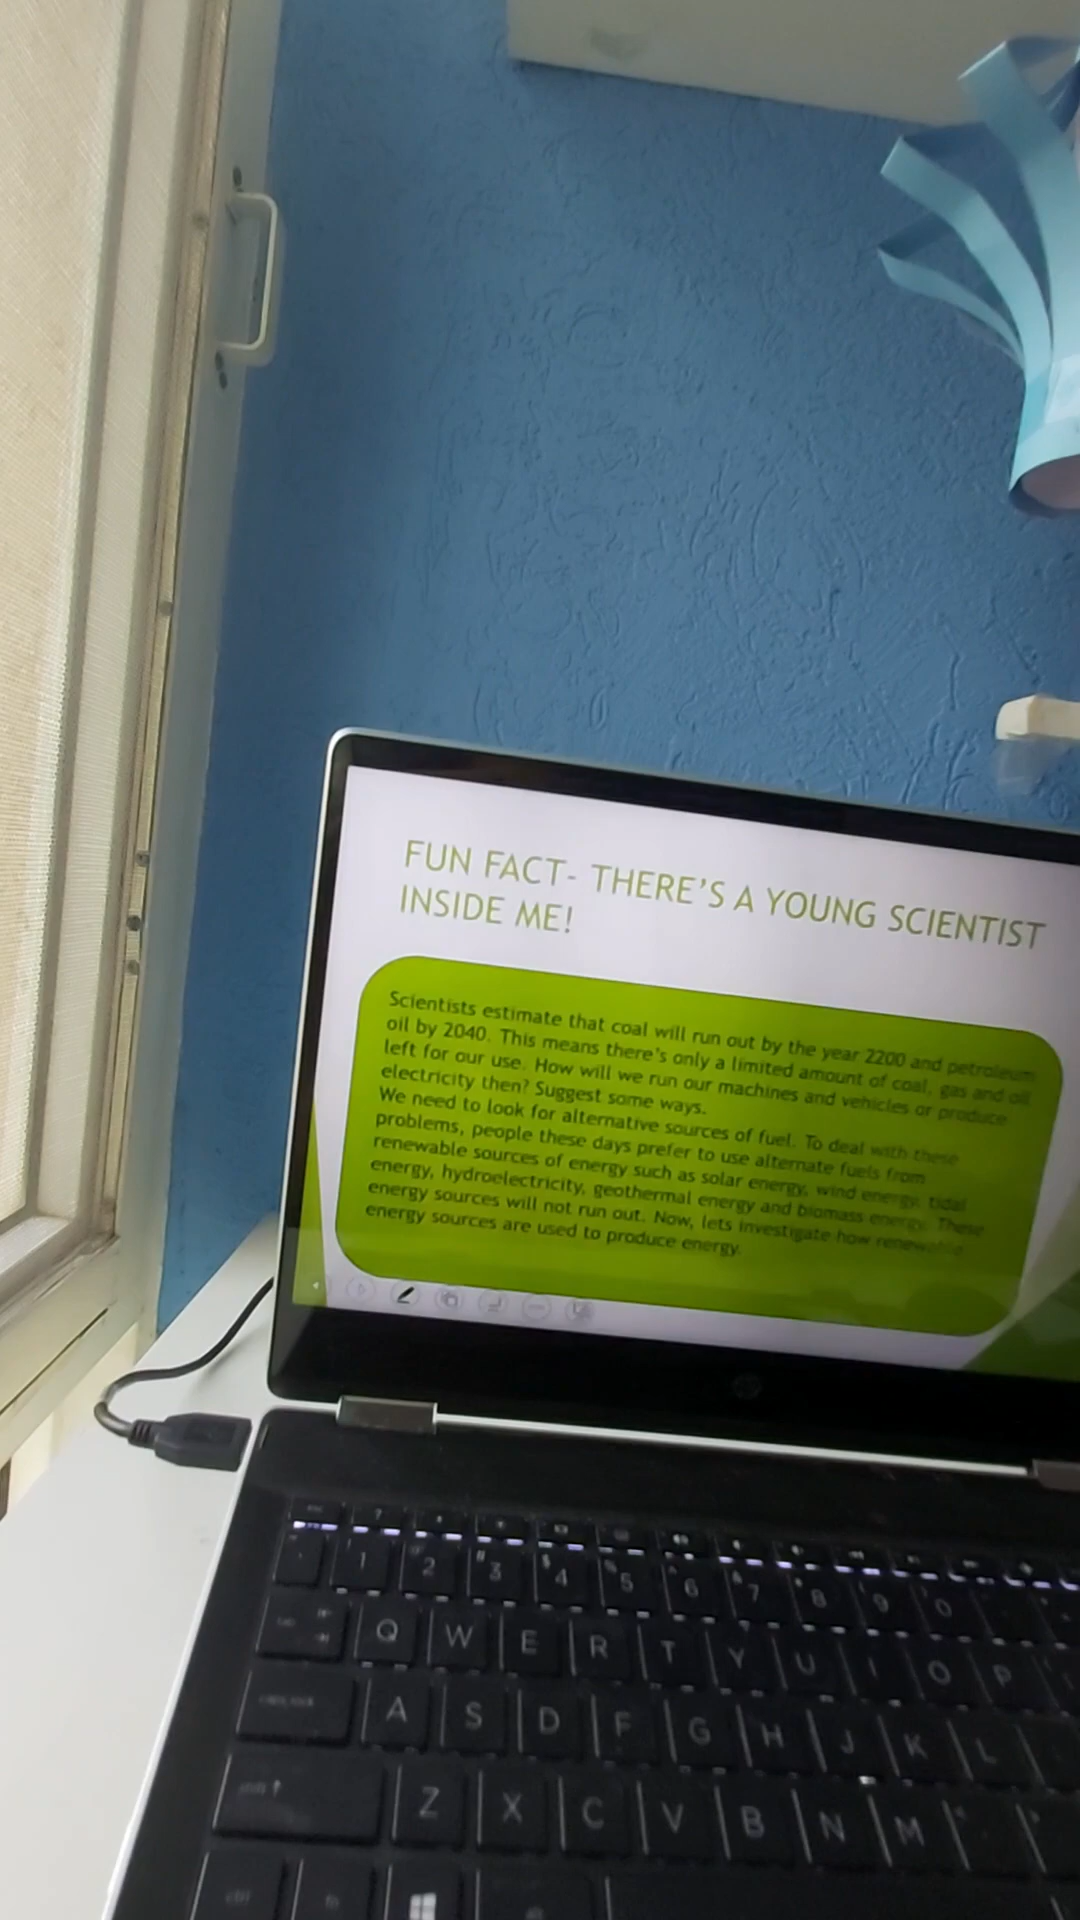 FUN FACT- THERE'S A YOUNG SCIENTIST
INSIDE ME!
Scientists estimate that coal will run out by the year 2200 and petroleum
oil by 2040. This means there's only a limited amount of coal, gas and oil
left for our use. How will we run our machines and vehicles or produce
electricity then? Suggest some ways.
We need to look for alternative sources of fuel. To deal with these
problems, people these days prefer to use alternate fuels from
renewable sources of energy such as solar energy, wind energy, tidal
energy, hydroelectricity, geothermal energy and biomass energy. These
energy sources will not run out. Now, lets investigate how renewable
energy sources are used to produce energy.
1 2 3 4 5 6 7 8 9 0
Q W E R T Y U I O P
A S D F G H J K L
Z X C V B N M